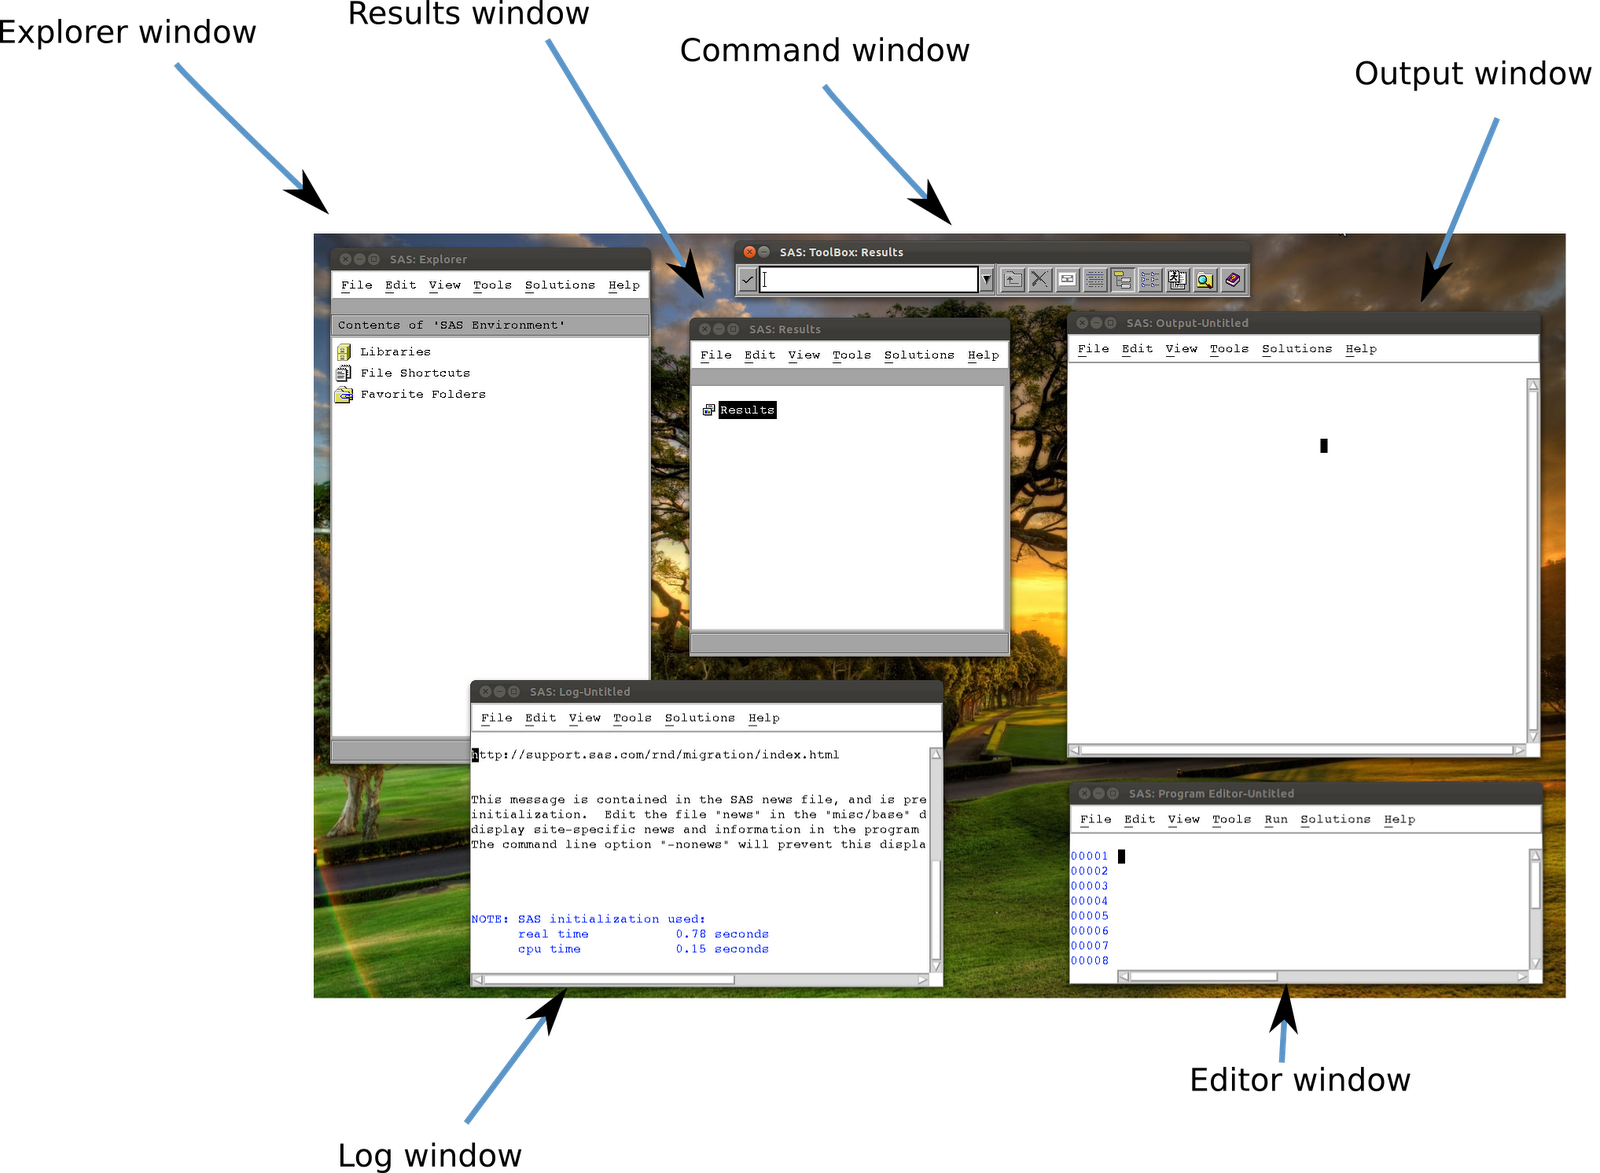 Results window
Explorer window
Command window
Output window
SAS: Explorer
File Edit View Tools Solutions Help
Contents of 'SAS Environment'
Libraries
File Shortcuts
Favorite Folders
SAS: ToolBox: Results
SAS: Results
File Edit View Tools Solutions Help
Results
SAS: Output-Untitled
File Edit View Tools Solutions Help
SAS: Log-Untitled
File Edit View Tools Solutions Help
http://support.sas.com/rnd/migration/index.html
This message is contained in the SAS news file, and is pre
initialization. Edit the file "news" in the "misc/base" d
display site-specific news and information in the program
The command line option "-nonews" will prevent this displa
NOTE: SAS initialization used:
real time 0.78 seconds
cpu time 0.15 seconds
SAS: Program Editor-Untitled
File Edit View Tools Run Solutions Help
00001
00002
00003
00004
00005
00006
00007
00008
Editor window
Log window